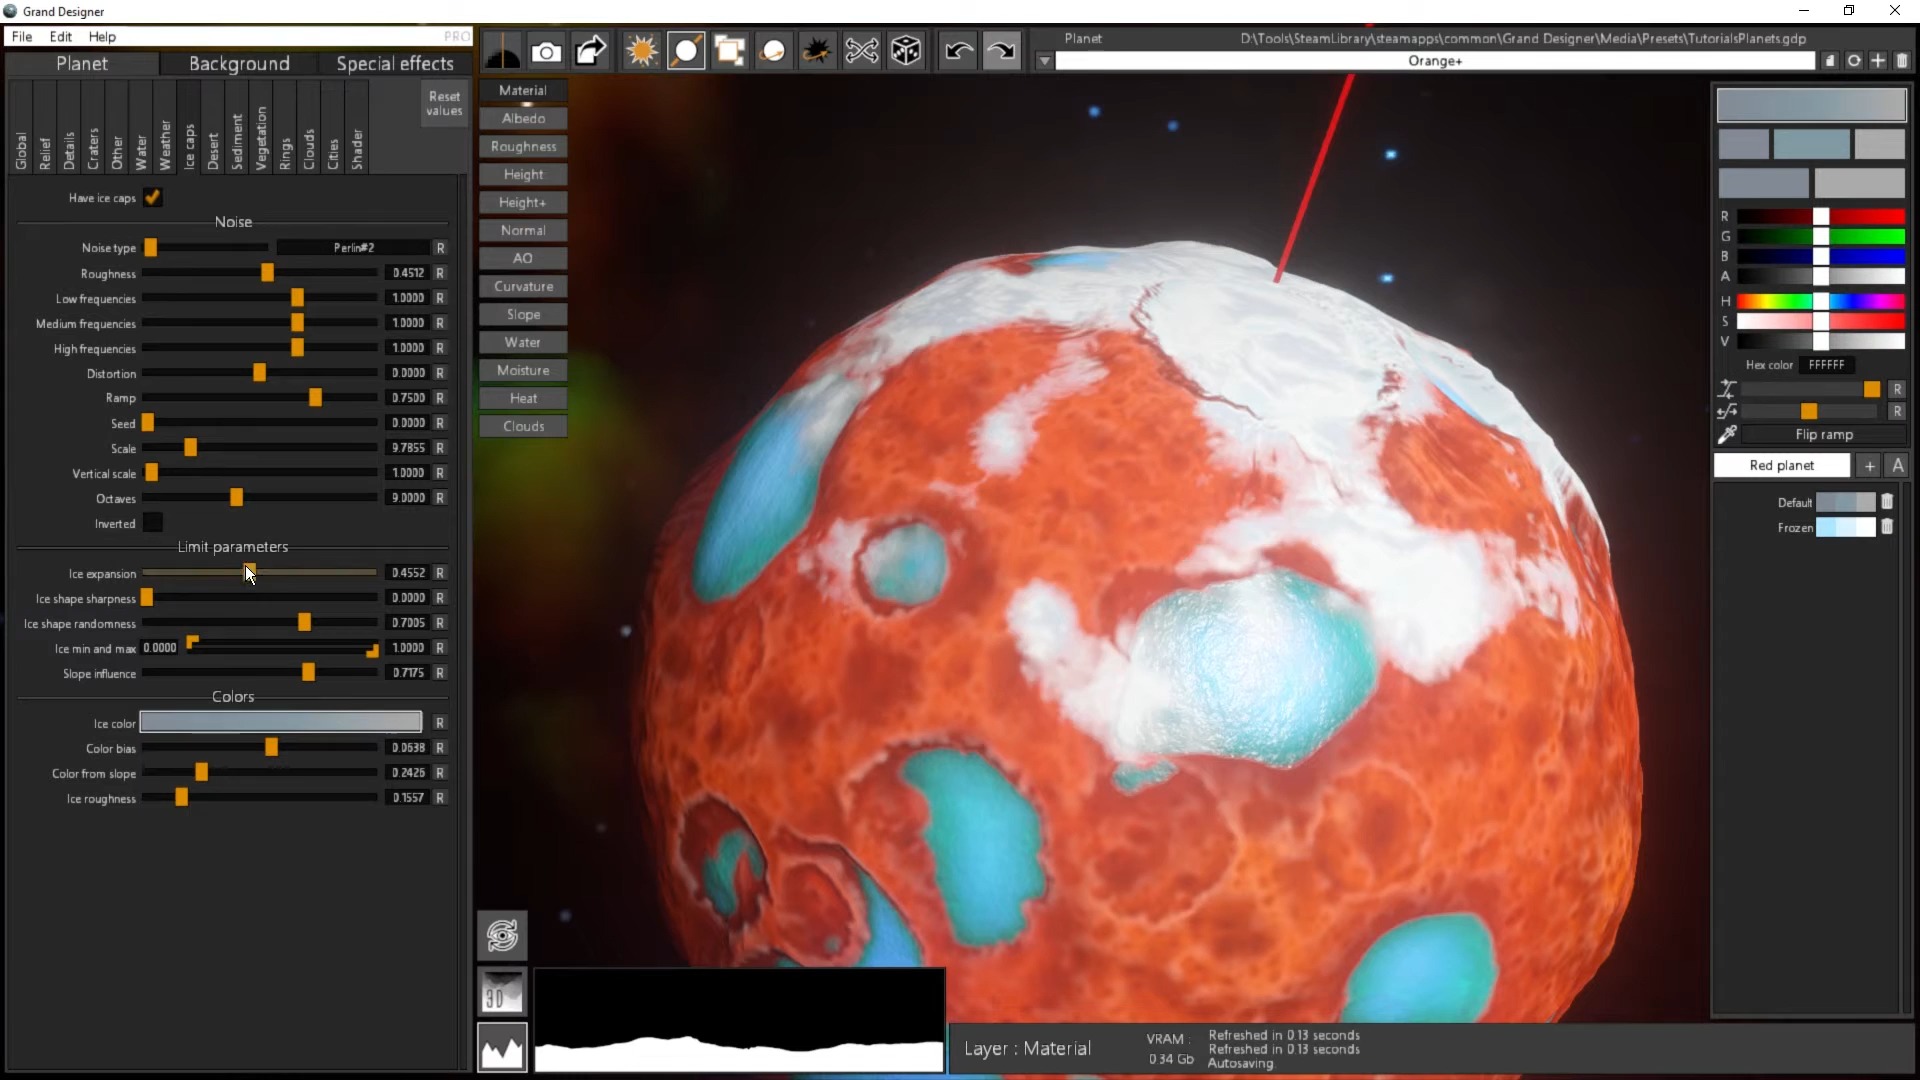 Grand Designer
File Edit Help PRO
Planet Background Special effects
Global Relief Details Craters Other Water Weather Ice caps Desert Sediment Vegetation Rings Clouds Cities Shader
Reset values
Have ice caps
Noise
Noise type Perlin#2 R
Roughness 0.4512 R
Low frequencies 1.0000 R
Medium frequencies 1.0000 R
High frequencies 1.0000 R
Distortion 0.0000 R
Ramp 0.7500 R
Seed 0.0000 R
Scale 9.7855 R
Vertical scale 1.0000 R
Octaves 9.0000 R
Inverted
Limit parameters
Ice expansion 0.4552 R
Ice shape sharpness 0.0000 R
Ice shape randomness 0.7005 R
Ice min and max 0.0000 1.0000 R
Slope influence 0.7175 R
Colors
Ice color R
Color bias 0.0638 R
Color from slope 0.2426 R
Ice roughness 0.1557 R
Material
Albedo
Roughness
Height
Height+
Normal
AO
Curvature
Slope
Water
Moisture
Heat
Clouds
3D
Planet D:\Tools\SteamLibrary\steamapps\common\Grand Designer\Media\Presets\TutorialsPlanets.gdp
Orange+
R
G
B
A
H
S
V
Hex color FFFFFF
R
R
Flip ramp
Red planet + A
Default
Frozen
Layer : Material
VRAM :
0.34 Gb
Refreshed in 0.13 seconds
Refreshed in 0.13 seconds
Autosaving.